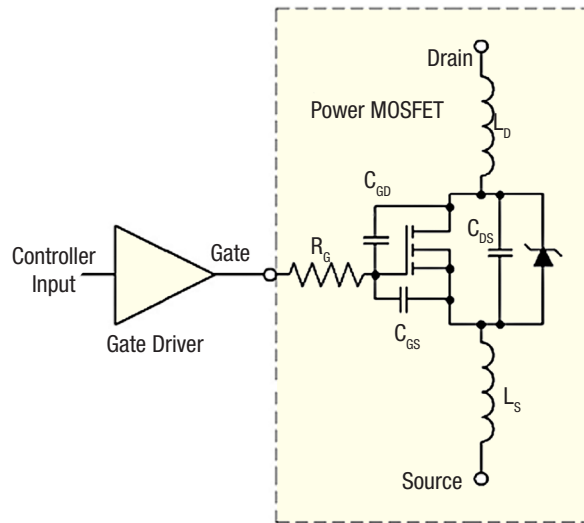 Drain
Power MOSFET
L_D
C_GD
C_DS
Controller
Input
Gate
R_G
Gate Driver
C_GS
L_S
Source